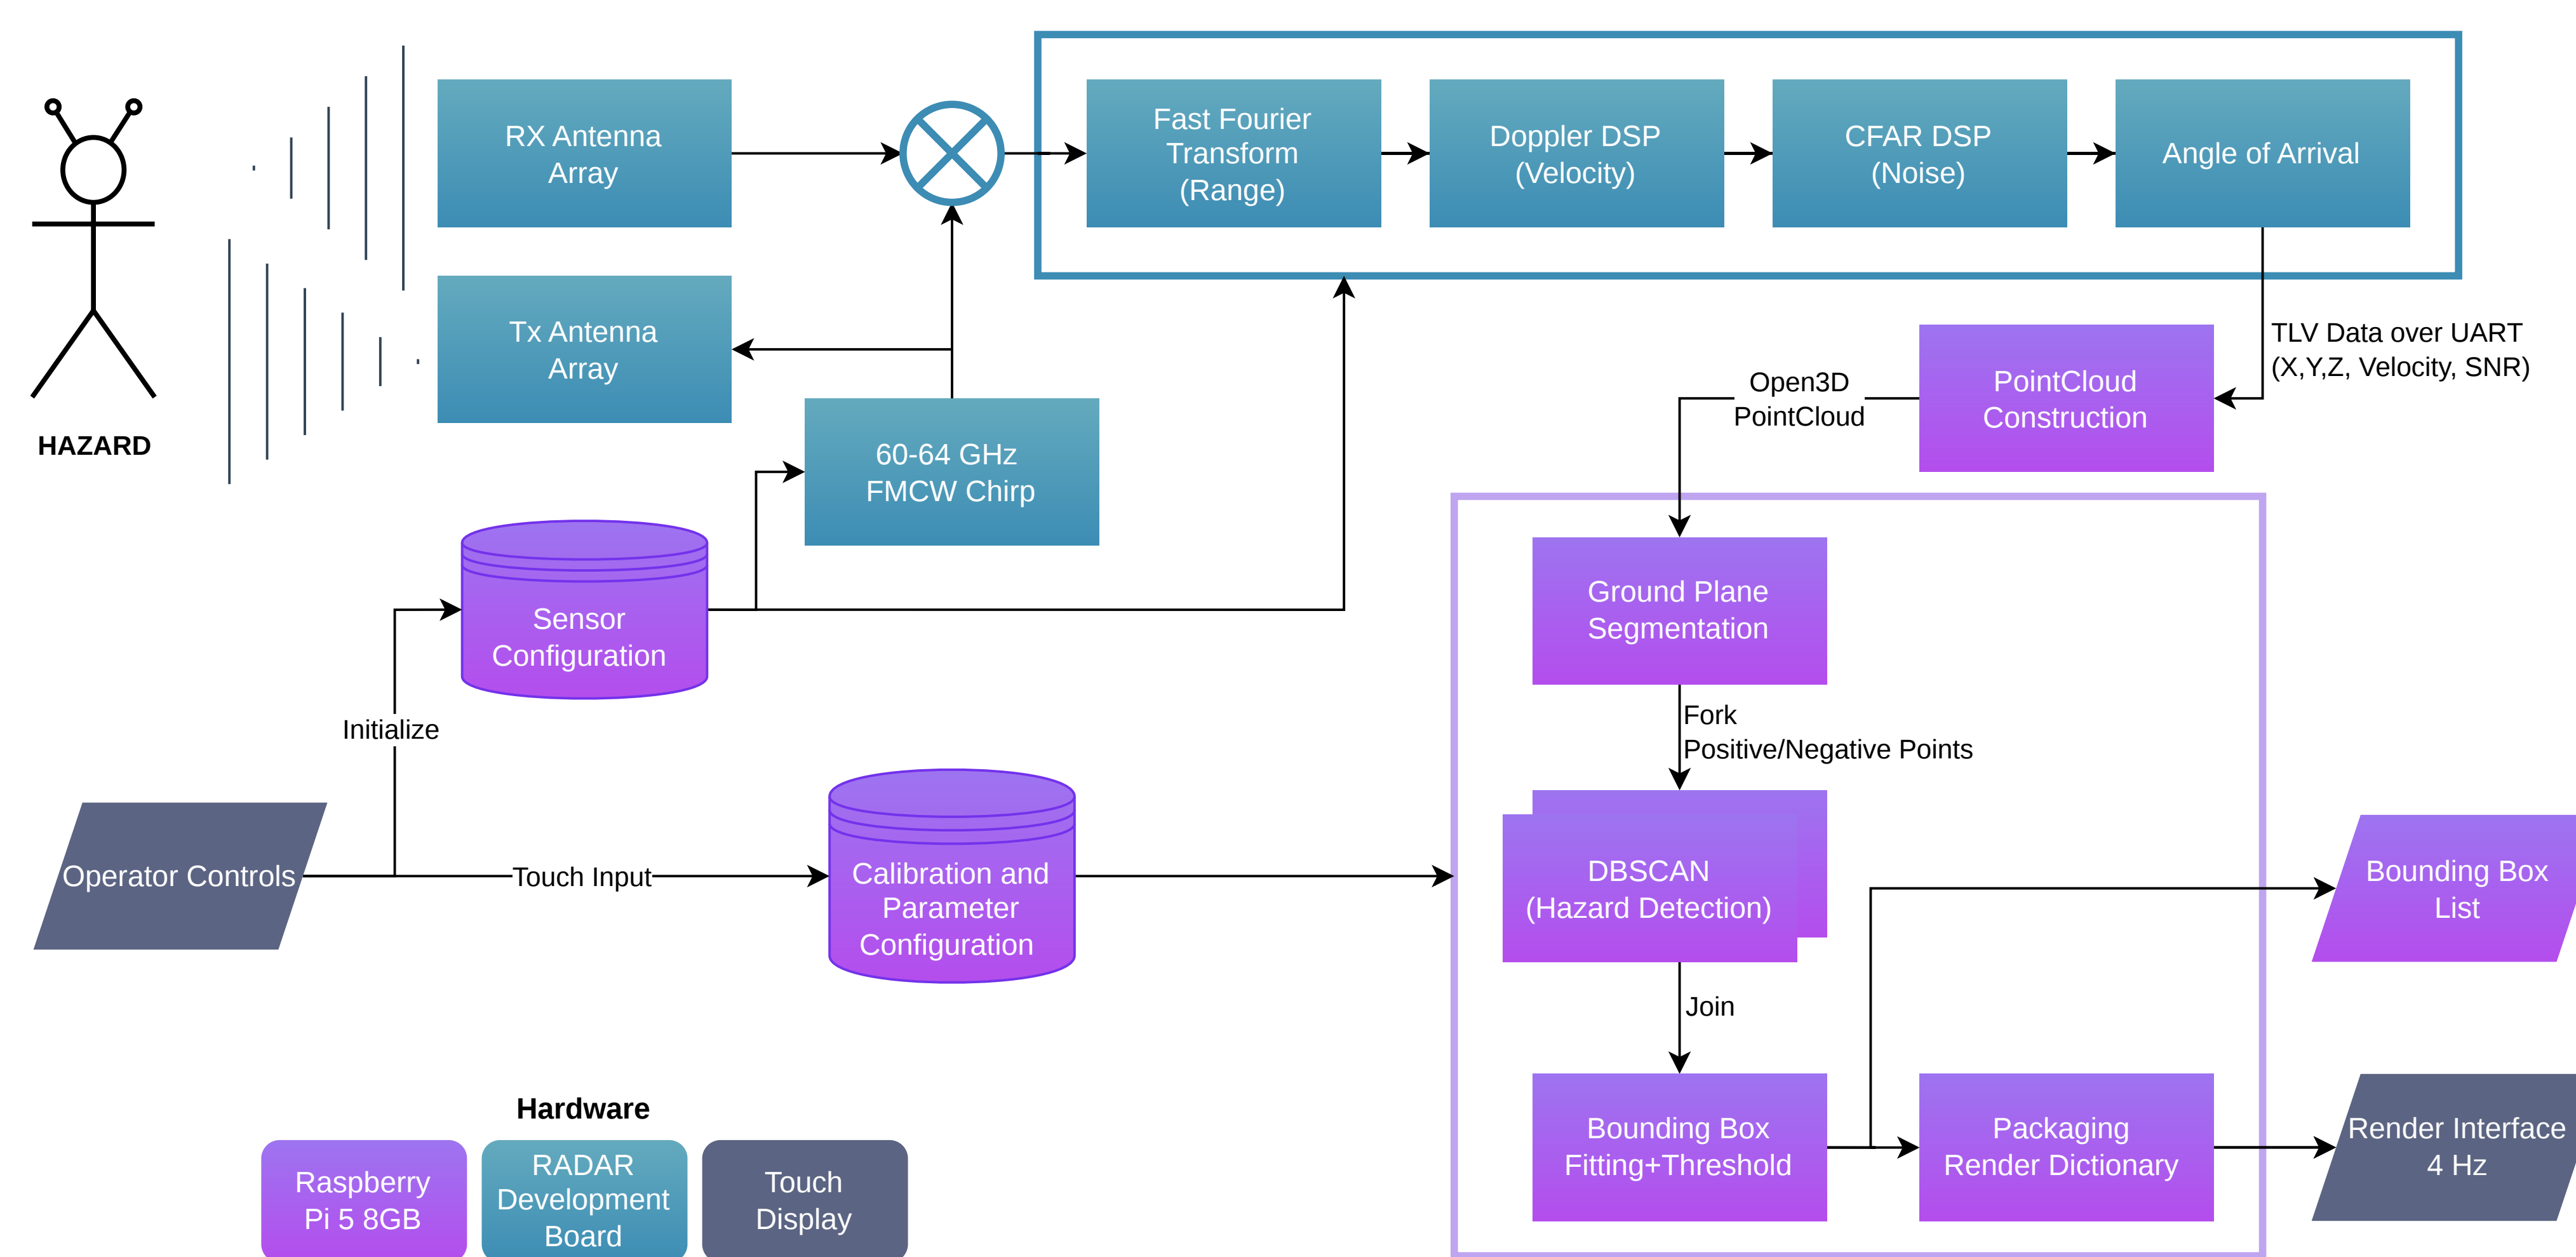 RX Antenna
Array
Fast Fourier
Transform
(Range)
Doppler DSP
(Velocity)
CFAR DSP
(Noise)
Angle of Arrival
Tx Antenna
Array
TLV Data over UART
(X,Y,Z, Velocity, SNR)
PointCloud
Construction
Open3D
PointCloud
HAZARD
60-64 GHz
FMCW Chirp
Sensor
Configuration
Ground Plane
Segmentation
Initialize
Fork
Positive/Negative Points
Operator Controls
Touch Input
Calibration and
Parameter
Configuration
DBSCAN
(Hazard Detection)
Bounding Box
List
Join
Hardware
Raspberry
Pi 5 8GB
RADAR
Development
Board
Touch
Display
Bounding Box
Fitting+Threshold
Packaging
Render Dictionary
Render Interface
4 Hz